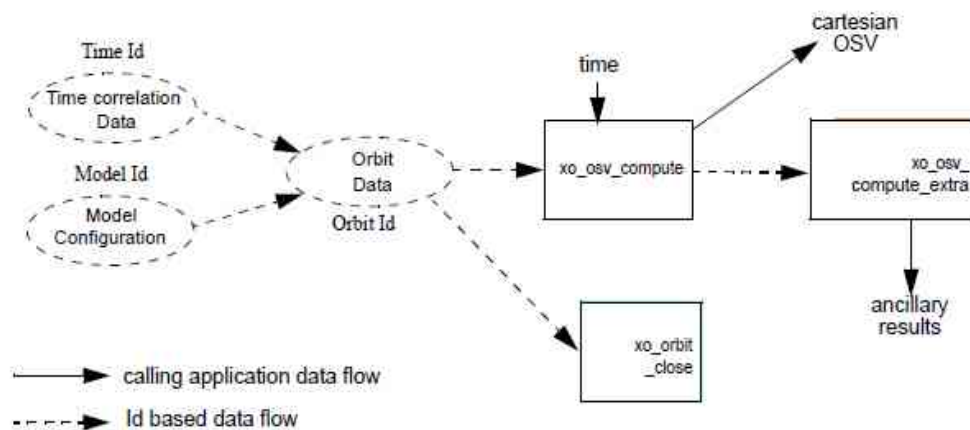 cartesian
OSV
Time Id
time
Time correlation
Data
Orbit
Data
xo_osv_compute
xo_osv_
compute_extra
Model Id
Model
Configuration
Orbit Id
ancillary
results
xo_orbit
_close
calling application data flow
Id based data flow